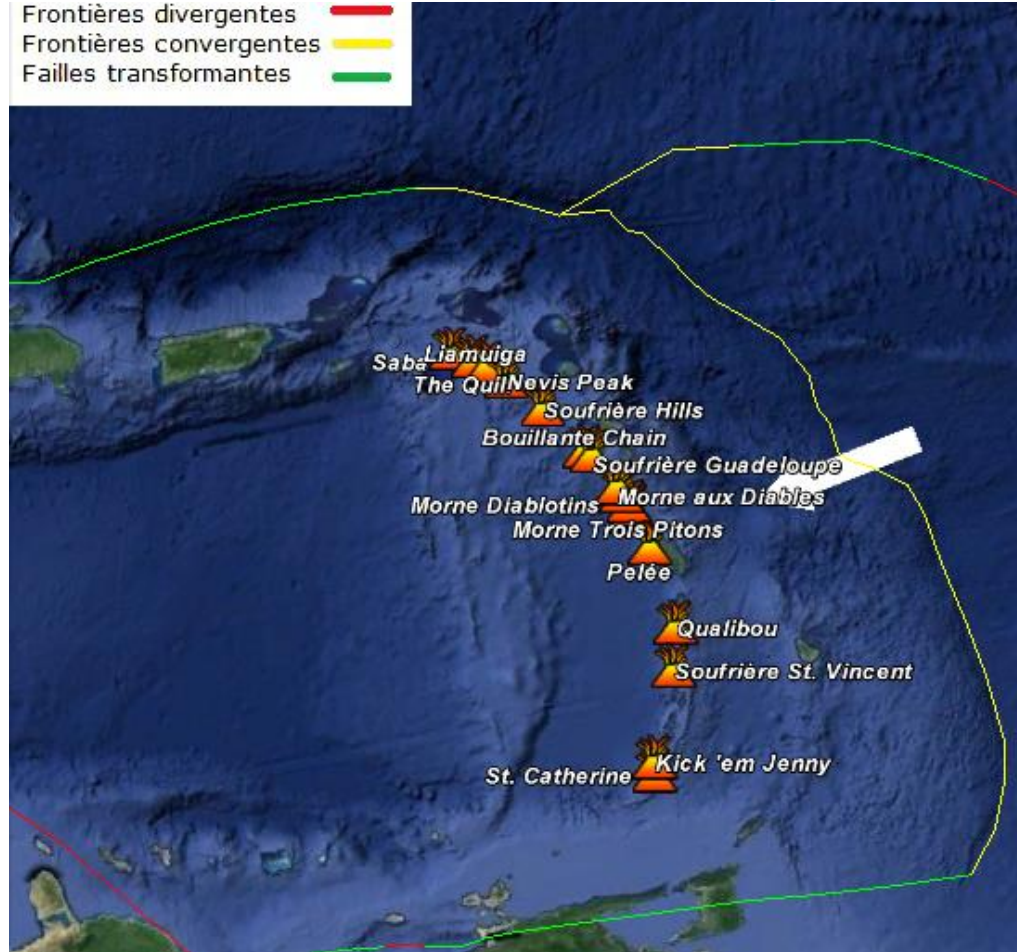 Frontières divergentes
Frontières convergentes
Failles transformantes
Liamuiga
Saba
The Quill
Nevis Peak
Soufrière Hills
Bouillante Chain
Soufrière Guadeloupe
Morne aux Diables
Morne Diablotins
Morne Trois Pitons
Pelée
Qualibou
Soufrière St. Vincent
Kick 'em Jenny
St. Catherine